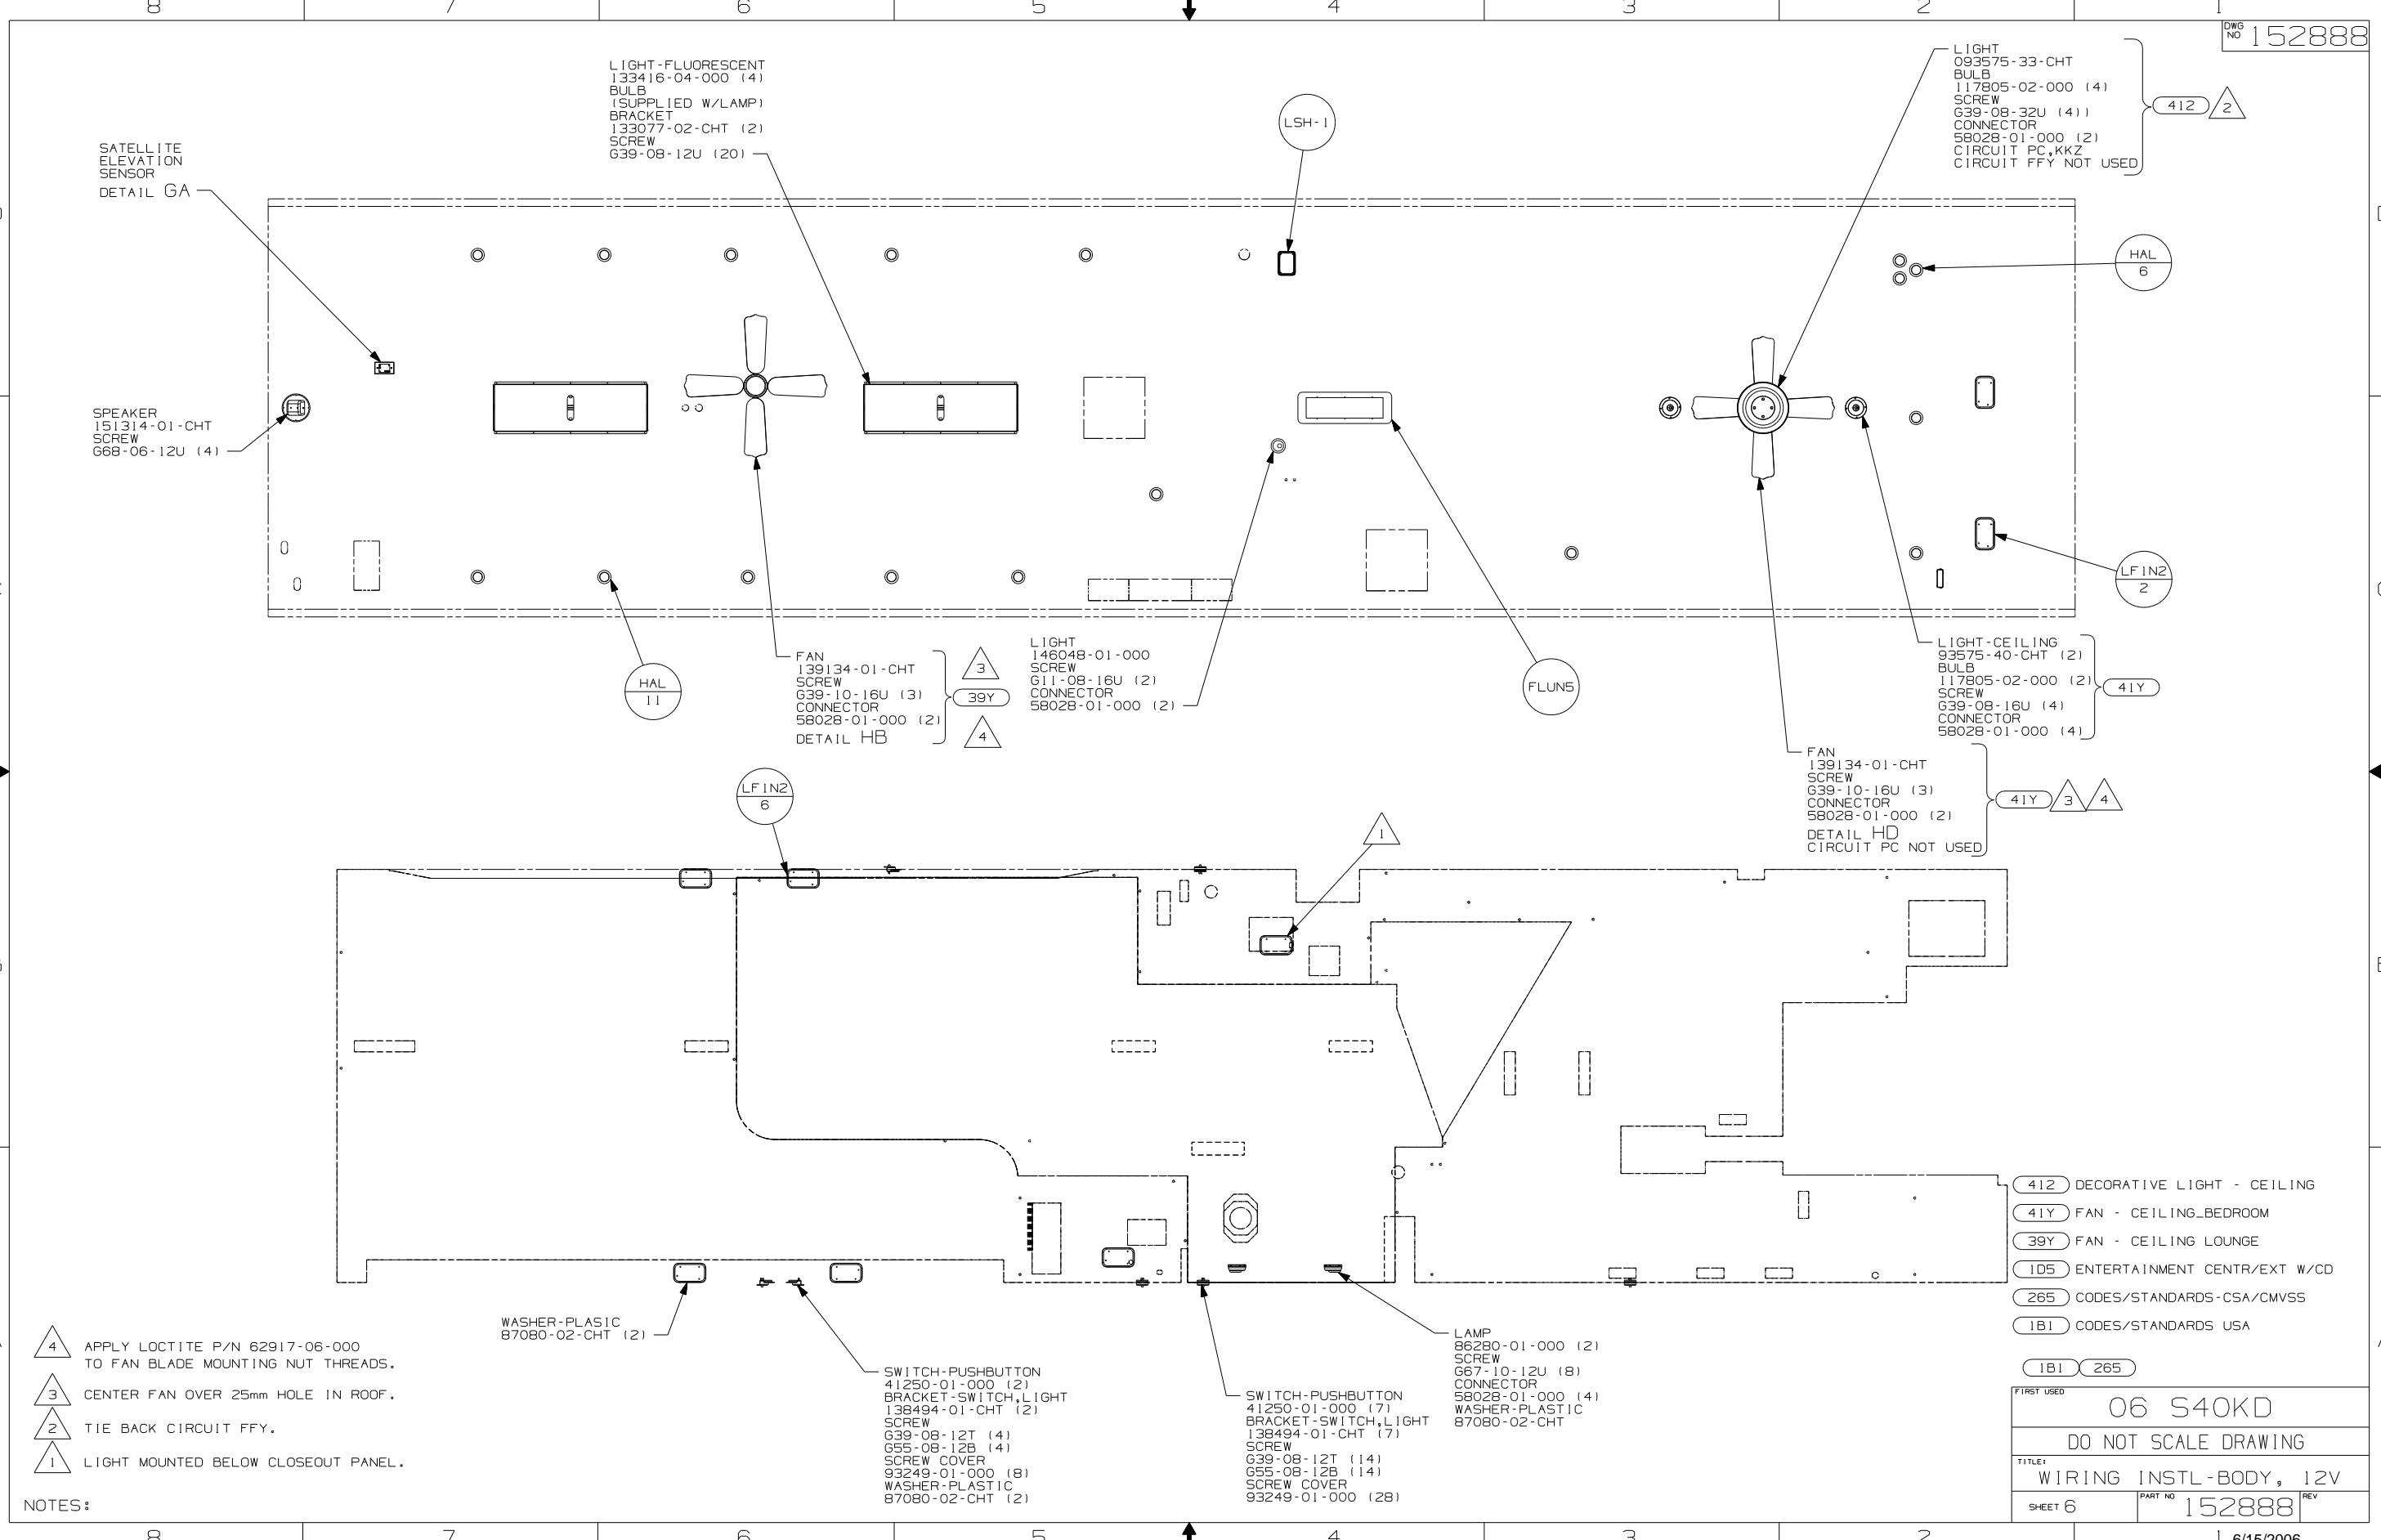 8 7 6 5 4 3 2 1
DWG NO 152888
LIGHT-FLUORESCENT
133416-04-000 (4)
BULB
(SUPPLIED W/LAMP)
BRACKET
133077-02-CHT (2)
SCREW
G39-08-12U (20)
LSH-1
LIGHT
093575-33-CHT
BULB
117805-02-000 (4)
SCREW
G39-08-32U (4))
CONNECTOR
58028-01-000 (2)
CIRCUIT PC,KKZ
CIRCUIT FFY NOT USED
412 2
SATELLITE
ELEVATION
SENSOR
DETAIL GA
HAL
6
SPEAKER
151314-01-CHT
SCREW
G68-06-12U (4)
LFIN2
2
HAL
11
FAN
139134-01-CHT
SCREW
G39-10-16U (3)
CONNECTOR
58028-01-000 (2)
DETAIL HB
3
39Y
4
LIGHT
146048-01-000
SCREW
G11-08-16U (2)
CONNECTOR
58028-01-000 (2)
FLUN5
LIGHT-CEILING
93575-40-CHT (2)
BULB
117805-02-000 (2)
SCREW
G39-08-16U (4)
CONNECTOR
58028-01-000 (4)
41Y
FAN
139134-01-CHT
SCREW
G39-10-16U (3)
CONNECTOR
58028-01-000 (2)
DETAIL HD
CIRCUIT PC NOT USED
41Y 3 4
LFIN2
6
1
412 DECORATIVE LIGHT - CEILING
41Y FAN - CEILING_BEDROOM
39Y FAN - CEILING LOUNGE
1D5 ENTERTAINMENT CENTR/EXT W/CD
265 CODES/STANDARDS-CSA/CMVSS
1B1 CODES/STANDARDS USA
1B1 265
WASHER-PLASIC
87080-02-CHT (2)
SWITCH-PUSHBUTTON
41250-01-000 (2)
BRACKET-SWITCH,LIGHT
138494-01-CHT (2)
SCREW
G39-08-12T (4)
G55-08-12B (4)
SCREW COVER
93249-01-000 (8)
WASHER-PLASTIC
87080-02-CHT (2)
SWITCH-PUSHBUTTON
41250-01-000 (7)
BRACKET-SWITCH,LIGHT
138494-01-CHT (7)
SCREW
G39-08-12T (14)
G55-08-12B (14)
SCREW COVER
93249-01-000 (28)
LAMP
86280-01-000 (2)
SCREW
G67-10-12U (8)
CONNECTOR
58028-01-000 (4)
WASHER-PLASTIC
87080-02-CHT
4 APPLY LOCTITE P/N 62917-06-000
TO FAN BLADE MOUNTING NUT THREADS.
3 CENTER FAN OVER 25mm HOLE IN ROOF.
2 TIE BACK CIRCUIT FFY.
1 LIGHT MOUNTED BELOW CLOSEOUT PANEL.
NOTES:
FIRST USED
06 S40KD
DO NOT SCALE DRAWING
TITLE:
WIRING INSTL-BODY, 12V
SHEET 6 PART NO 152888 REV
8 7 6 5 4 3 2 1
6/15/2006